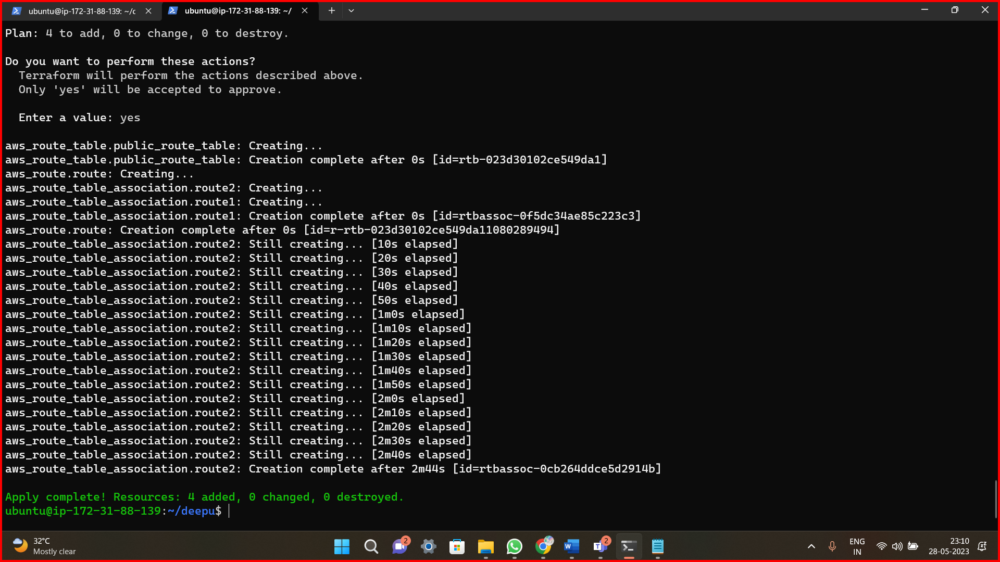 ubuntu@ip-172-31-88-139: ~/c
ubuntu@ip-172-31-88-139: ~/
Plan: 4 to add, 0 to change, 0 to destroy.
Do you want to perform these actions?
Terraform will perform the actions described above.
Only 'yes' will be accepted to approve.
Enter a value: yes
aws_route_table.public_route_table: Creating...
aws_route_table.public_route_table: Creation complete after 0s [id=rtb-023d30102ce549da1]
aws_route.route: Creating...
aws_route_table_association.route2: Creating...
aws_route_table_association.route1: Creating...
aws_route_table_association.route1: Creation complete after 0s [id=rtbassoc-0f5dc34ae85c223c3]
aws_route.route: Creation complete after 0s [id=r-rtb-023d30102ce549da11080289494]
aws_route_table_association.route2: Still creating... [10s elapsed]
aws_route_table_association.route2: Still creating... [20s elapsed]
aws_route_table_association.route2: Still creating... [30s elapsed]
aws_route_table_association.route2: Still creating... [40s elapsed]
aws_route_table_association.route2: Still creating... [50s elapsed]
aws_route_table_association.route2: Still creating... [1m0s elapsed]
aws_route_table_association.route2: Still creating... [1m10s elapsed]
aws_route_table_association.route2: Still creating... [1m20s elapsed]
aws_route_table_association.route2: Still creating... [1m30s elapsed]
aws_route_table_association.route2: Still creating... [1m40s elapsed]
aws_route_table_association.route2: Still creating... [1m50s elapsed]
aws_route_table_association.route2: Still creating... [2m0s elapsed]
aws_route_table_association.route2: Still creating... [2m10s elapsed]
aws_route_table_association.route2: Still creating... [2m20s elapsed]
aws_route_table_association.route2: Still creating... [2m30s elapsed]
aws_route_table_association.route2: Still creating... [2m40s elapsed]
aws_route_table_association.route2: Creation complete after 2m44s [id=rtbassoc-0cb264ddce5d2914b]
Apply complete! Resources: 4 added, 0 changed, 0 destroyed.
ubuntu@ip-172-31-88-139:~/deepu$
32°C
Mostly clear
2
W
T
2
ENG
IN
23:10
28-05-2023